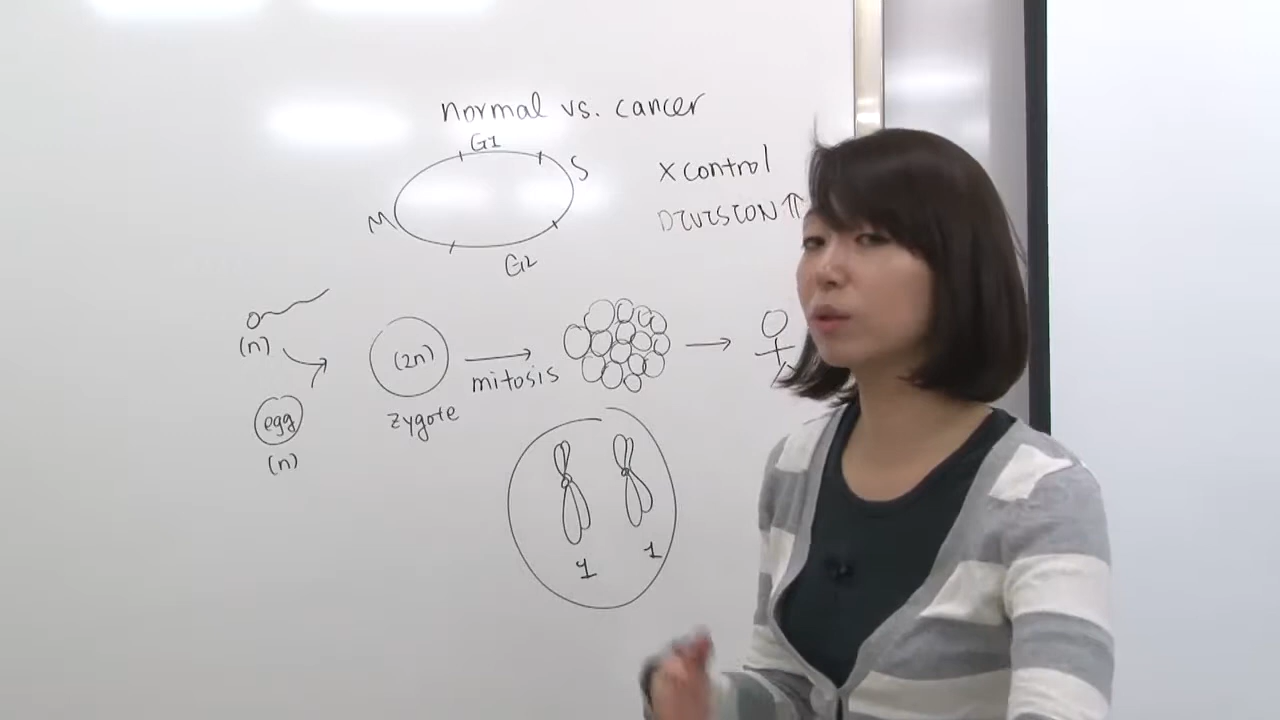 normal vs. cancer
G1
S
M
G2
X control
DIVISION ⇑
(n)
egg
(n)
(2n)
zygote
mitosis
1
1